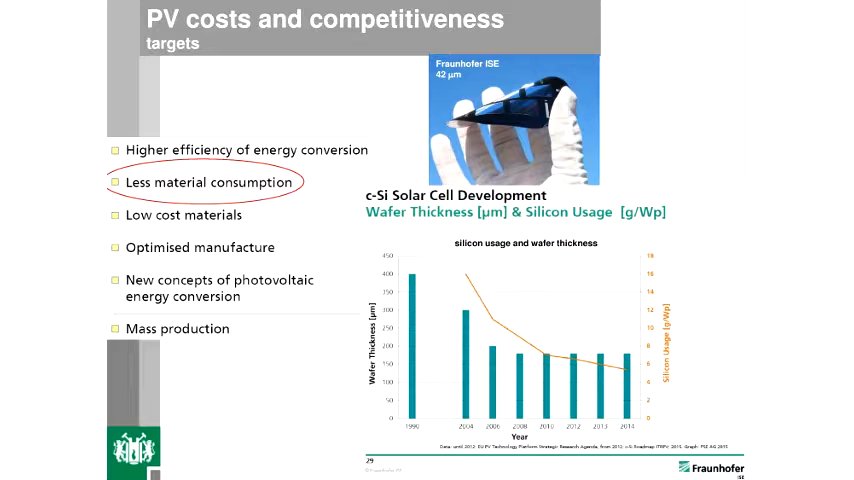 PV costs and competitiveness
targets
Fraunhofer ISE
42 µm
Higher efficiency of energy conversion
Less material consumption
Low cost materials
Optimised manufacture
New concepts of photovoltaic
energy conversion
Mass production
c-Si Solar Cell Development
Wafer Thickness [µm] & Silicon Usage [g/Wp]
silicon usage and wafer thickness
Wafer Thickness [µm]
450
400
350
300
250
200
150
100
50
0
18
16
14
12
10
8
6
4
2
0
Silicon Usage [g/Wp]
1990 2004 2006 2008 2010 2012 2013 2014
Year
Data: until 2012: EU PV Technology Platform Strategic Research Agenda, from 2012: c-Si Roadmap ITRPV, 2015. Graph: PSE AG 2015
29
© Fraunhofer ISE
Fraunhofer
ISE